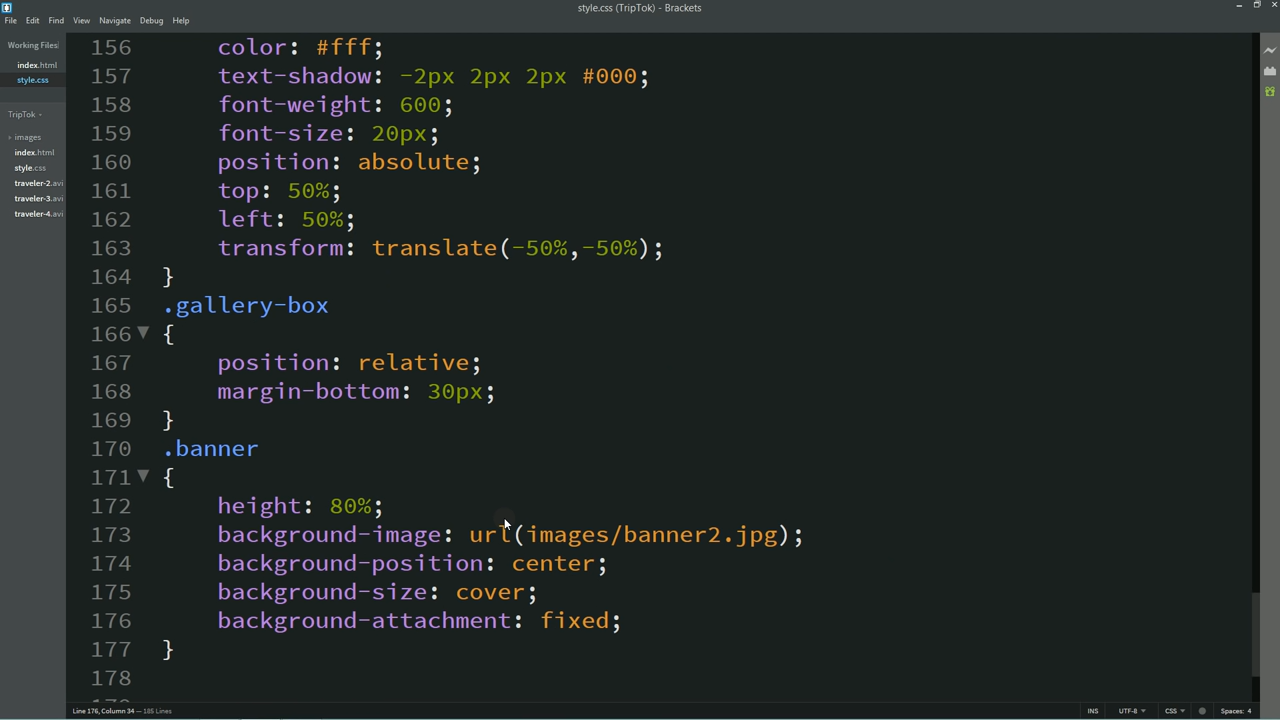 style.css (TripTok) - Brackets
File Edit Find View Navigate Debug Help
Working Files
index.html
style.css
TripTok
images
index.html
style.css
traveler-2.avi
traveler-3.avi
traveler-4.avi
156 color: #fff;
157 text-shadow: -2px 2px 2px #000;
158 font-weight: 600;
159 font-size: 20px;
160 position: absolute;
161 top: 50%;
162 left: 50%;
163 transform: translate(-50%,-50%);
164 }
165 .gallery-box
166 {
167 position: relative;
168 margin-bottom: 30px;
169 }
170 .banner
171 {
172 height: 80%;
173 background-image: url(images/banner2.jpg);
174 background-position: center;
175 background-size: cover;
176 background-attachment: fixed;
177 }
178
Line 176, Column 34 — 185 Lines
INS UTF-8 CSS Spaces: 4